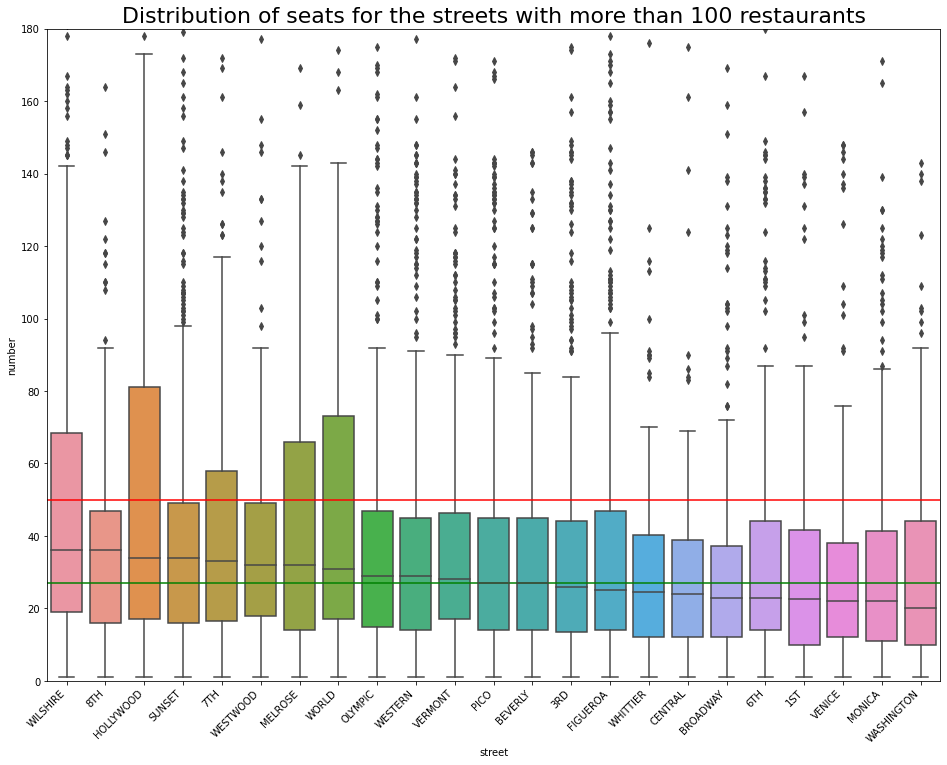 Distribution of seats for the streets with more than 100 restaurants
180
160
140
120
100
80
60
40
20
0
number
WILSHIRE
8TH
HOLLYWOOD
SUNSET
7TH
WESTWOOD
MELROSE
WORLD
OLYMPIC
WESTERN
VERMONT
PICO
BEVERLY
3RD
FIGUEROA
WHITTIER
CENTRAL
BROADWAY
6TH
1ST
VENICE
MONICA
WASHINGTON
street